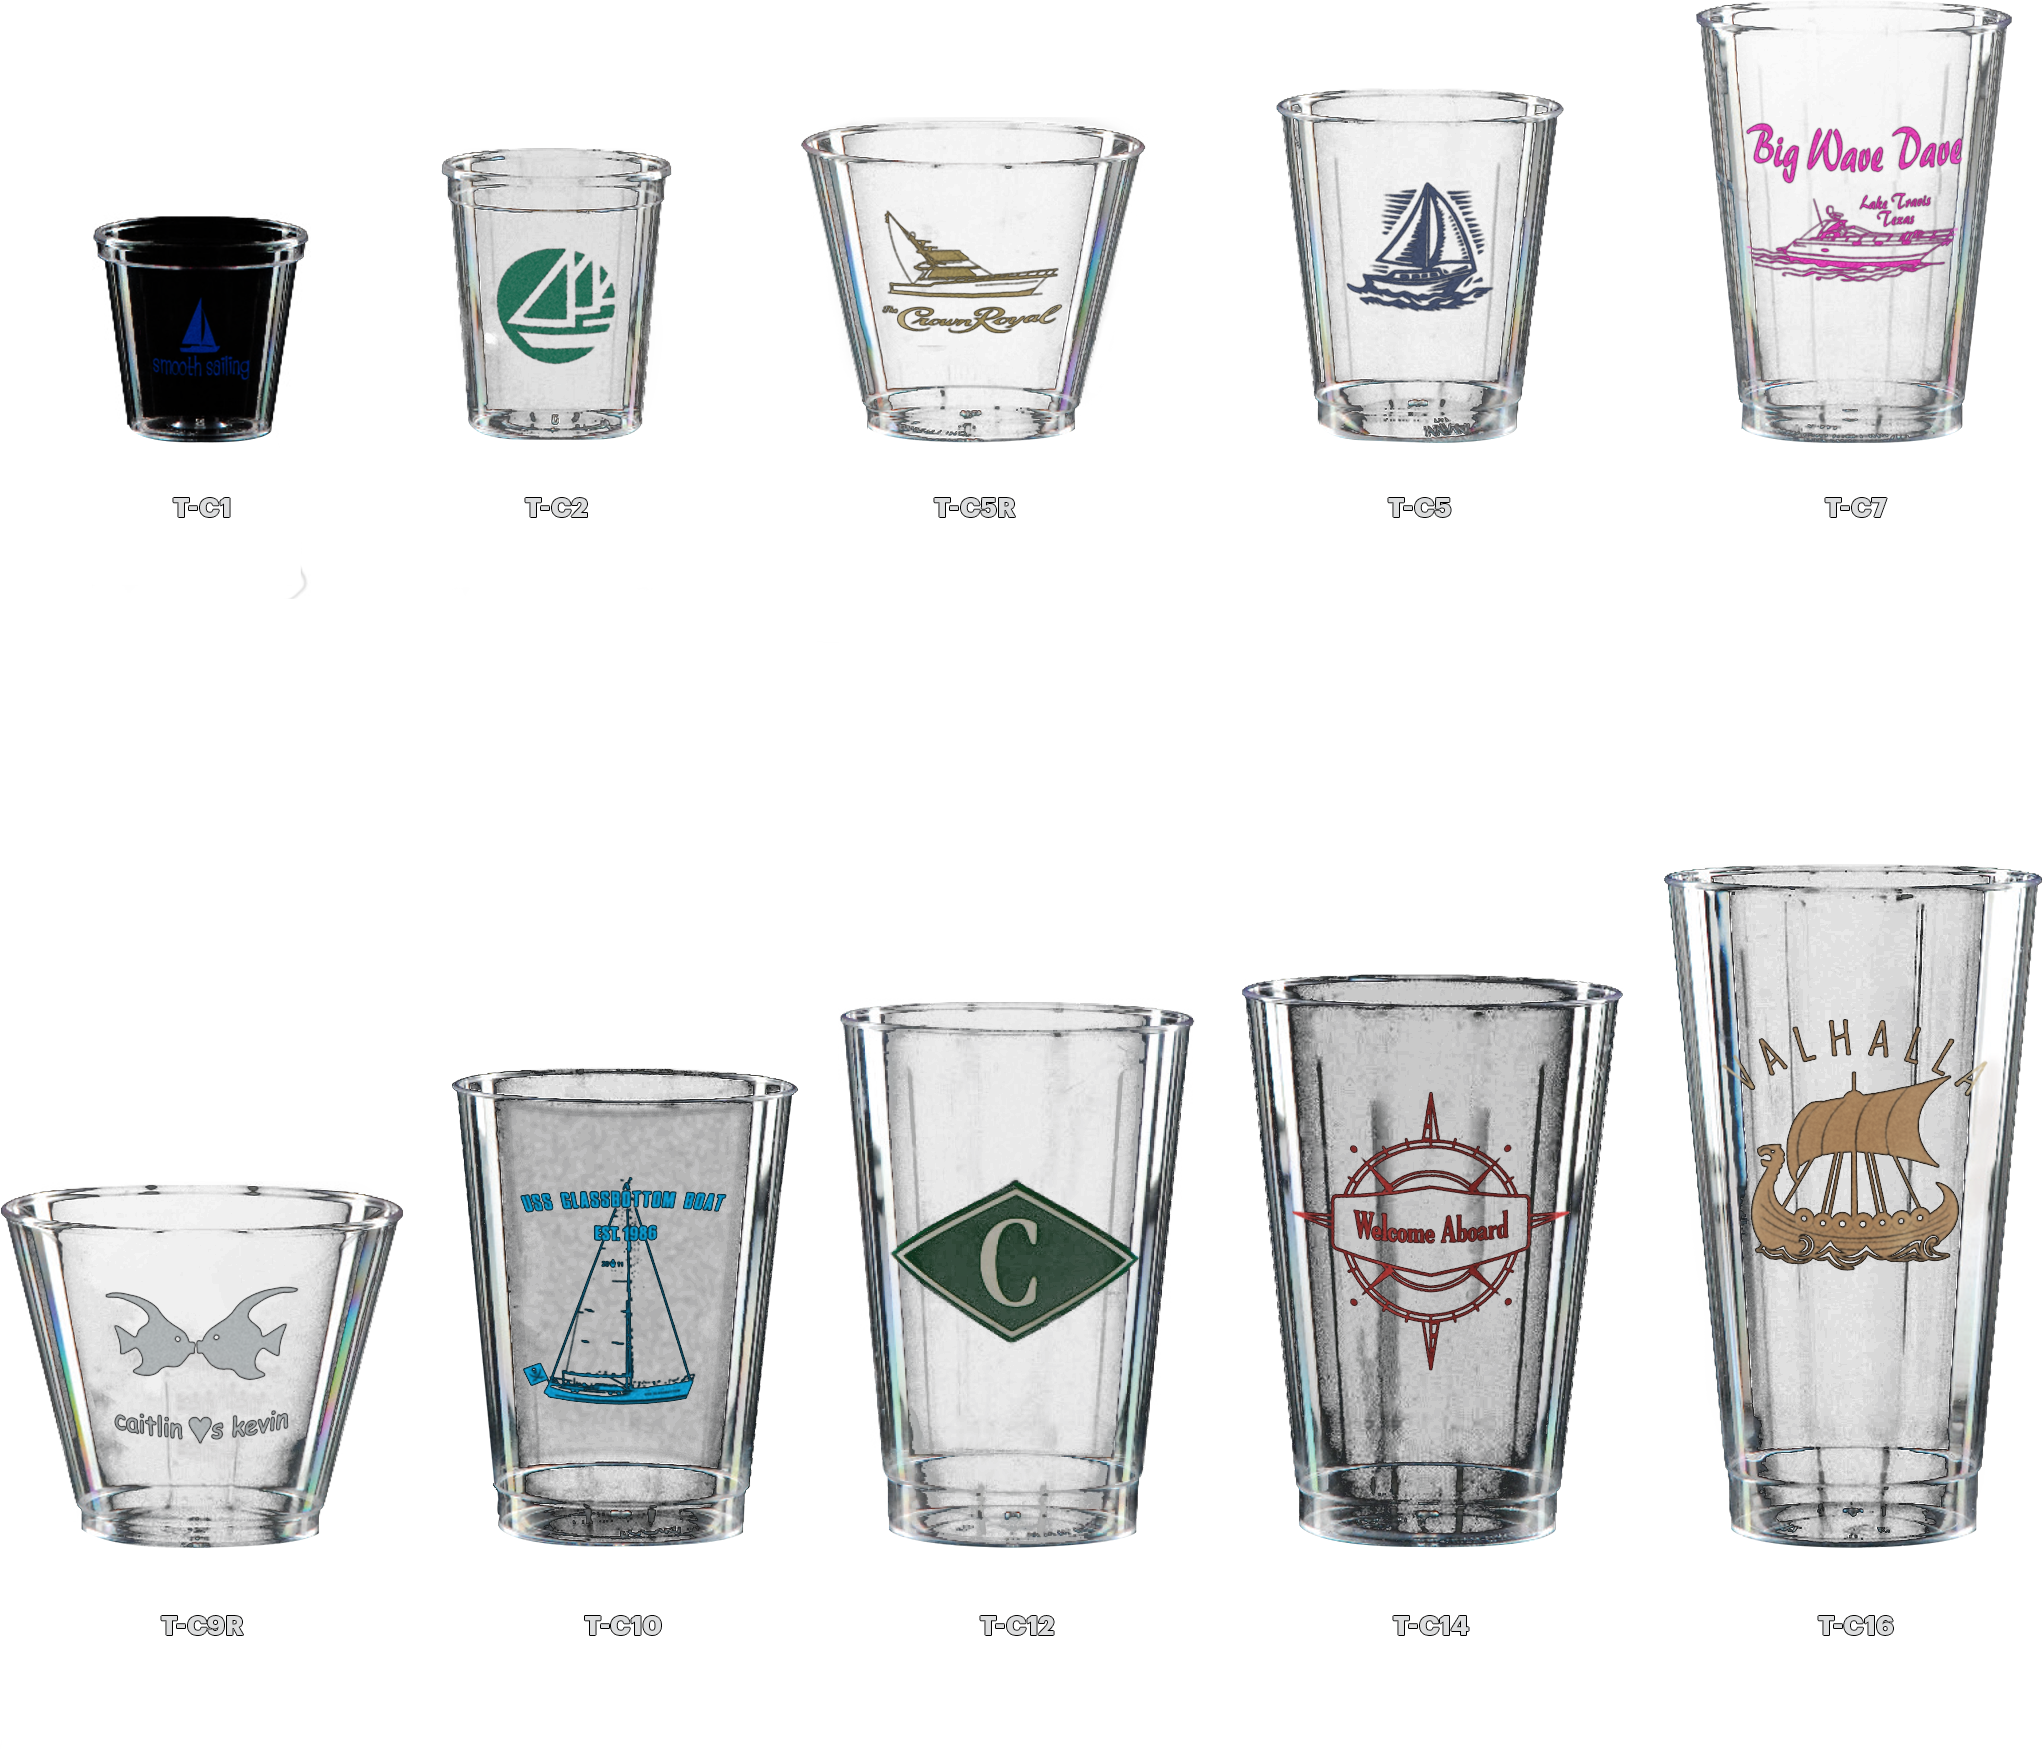 smooth sailing
The Crown Royal
Big Wave Dave
Lake Travis
Texas
T-C1
T-C2
T-C5R
T-C5
T-C7
VALHALLA
USS GLASSBOTTOM BOAT
EST. 1986
C
Welcome Aboard
caitlin ♥s kevin
T-C9R
T-C10
T-C12
T-C14
T-C16